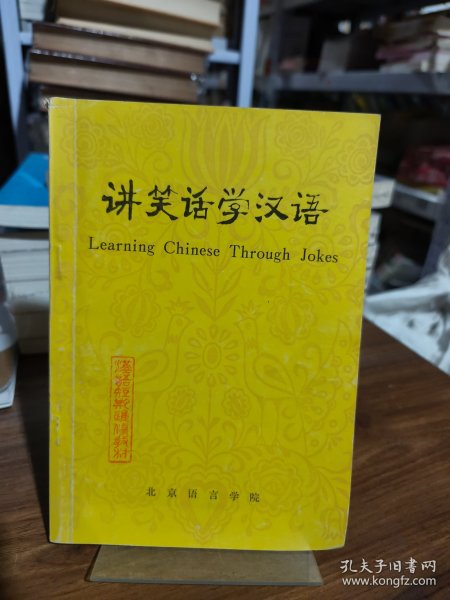 讲笑话学汉语
Learning Chinese Through Jokes
北京语言学院
孔夫子旧书网
www.kongfz.com